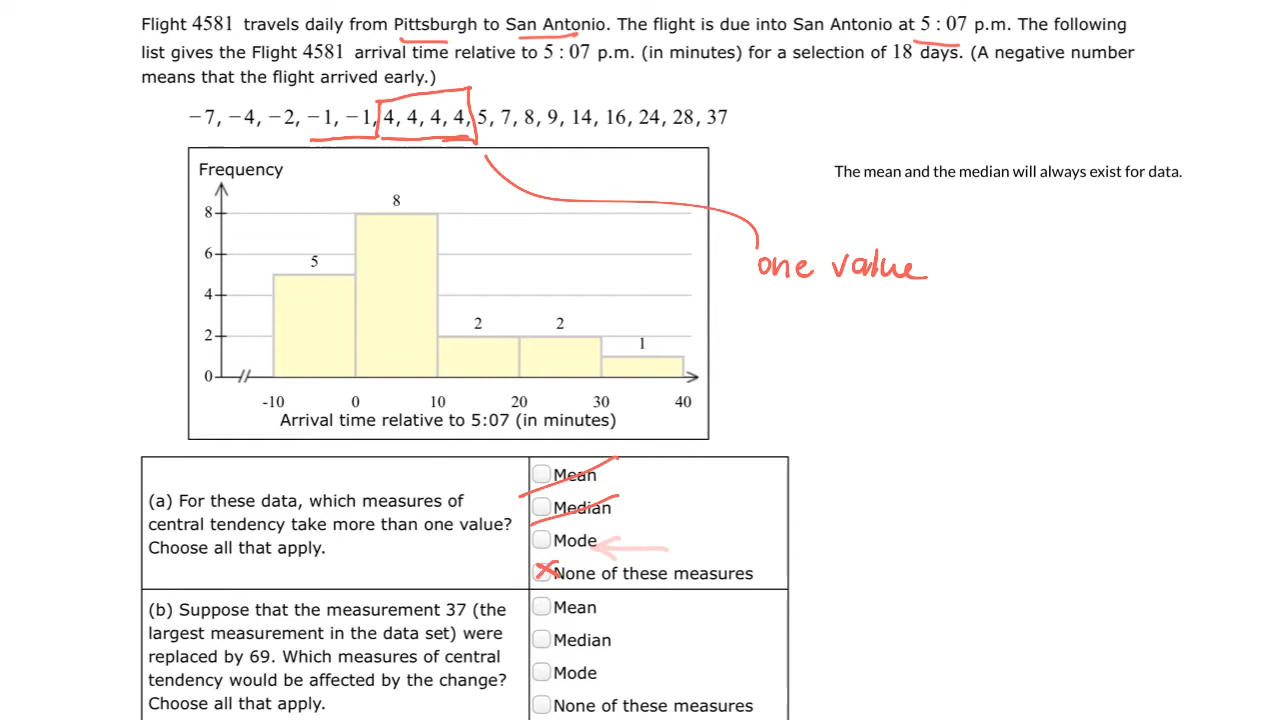 Flight 4581 travels daily from Pittsburgh to San Antonio. The flight is due into San Antonio at 5 : 07 p.m. The following
list gives the Flight 4581 arrival time relative to 5 : 07 p.m. (in minutes) for a selection of 18 days. (A negative number
means that the flight arrived early.)
−7, −4, −2, −1, −1, 4, 4, 4, 4, 5, 7, 8, 9, 14, 16, 24, 28, 37
The mean and the median will always exist for data.
Frequency
8
8
6
5
one value
4
2
2
2
1
0
-10 0 10 20 30 40
Arrival time relative to 5:07 (in minutes)
(a) For these data, which measures of
central tendency take more than one value?
Choose all that apply.
Mean
Median
Mode
None of these measures
(b) Suppose that the measurement 37 (the
largest measurement in the data set) were
replaced by 69. Which measures of central
tendency would be affected by the change?
Choose all that apply.
Mean
Median
Mode
None of these measures